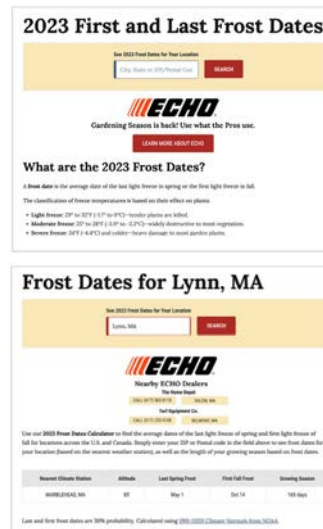 2023 First and Last Frost Dates
See 2023 Frost Dates for Your Location
City, State or ZIP/Postal Code
SEARCH
ECHO
Gardening Season is back! Use what the Pros use.
LEARN MORE ABOUT ECHO
What are the 2023 Frost Dates?
A frost date is the average date of the last light freeze in spring or the first light freeze in fall.
The classification of freeze temperatures is based on their effect on plants:
• Light freeze: 29° to 32°F (-1.7° to 0°C)—tender plants are killed.
• Moderate freeze: 25° to 28°F (-3.9° to -2.2°C)—widely destructive to most vegetation.
• Severe freeze: 24°F (-4.4°C) and colder—heavy damage to most garden plants.
Frost Dates for Lynn, MA
See 2023 Frost Dates for Your Location
Lynn, MA
SEARCH
ECHO
Nearby ECHO Dealers
The Home Depot
SALEM, MA
Turf Equipment Co.
BELMONT, MA
Use our 2023 Frost Dates Calculator to find the average dates of the last light freeze of spring and first light freeze of
fall for locations across the U.S. and Canada. Simply enter your ZIP or Postal code in the field above to see frost dates for
your location (based on the nearest weather station), as well as the length of your growing season based on frost dates.
Nearest Climate Station Altitude Last Spring Frost First Fall Frost Growing Season
MARBLEHEAD, MA May 1 Oct 14 165 days
Last and first frost dates are 30% probability. Calculated using 1991-2020 Climate Normals from NOAA.